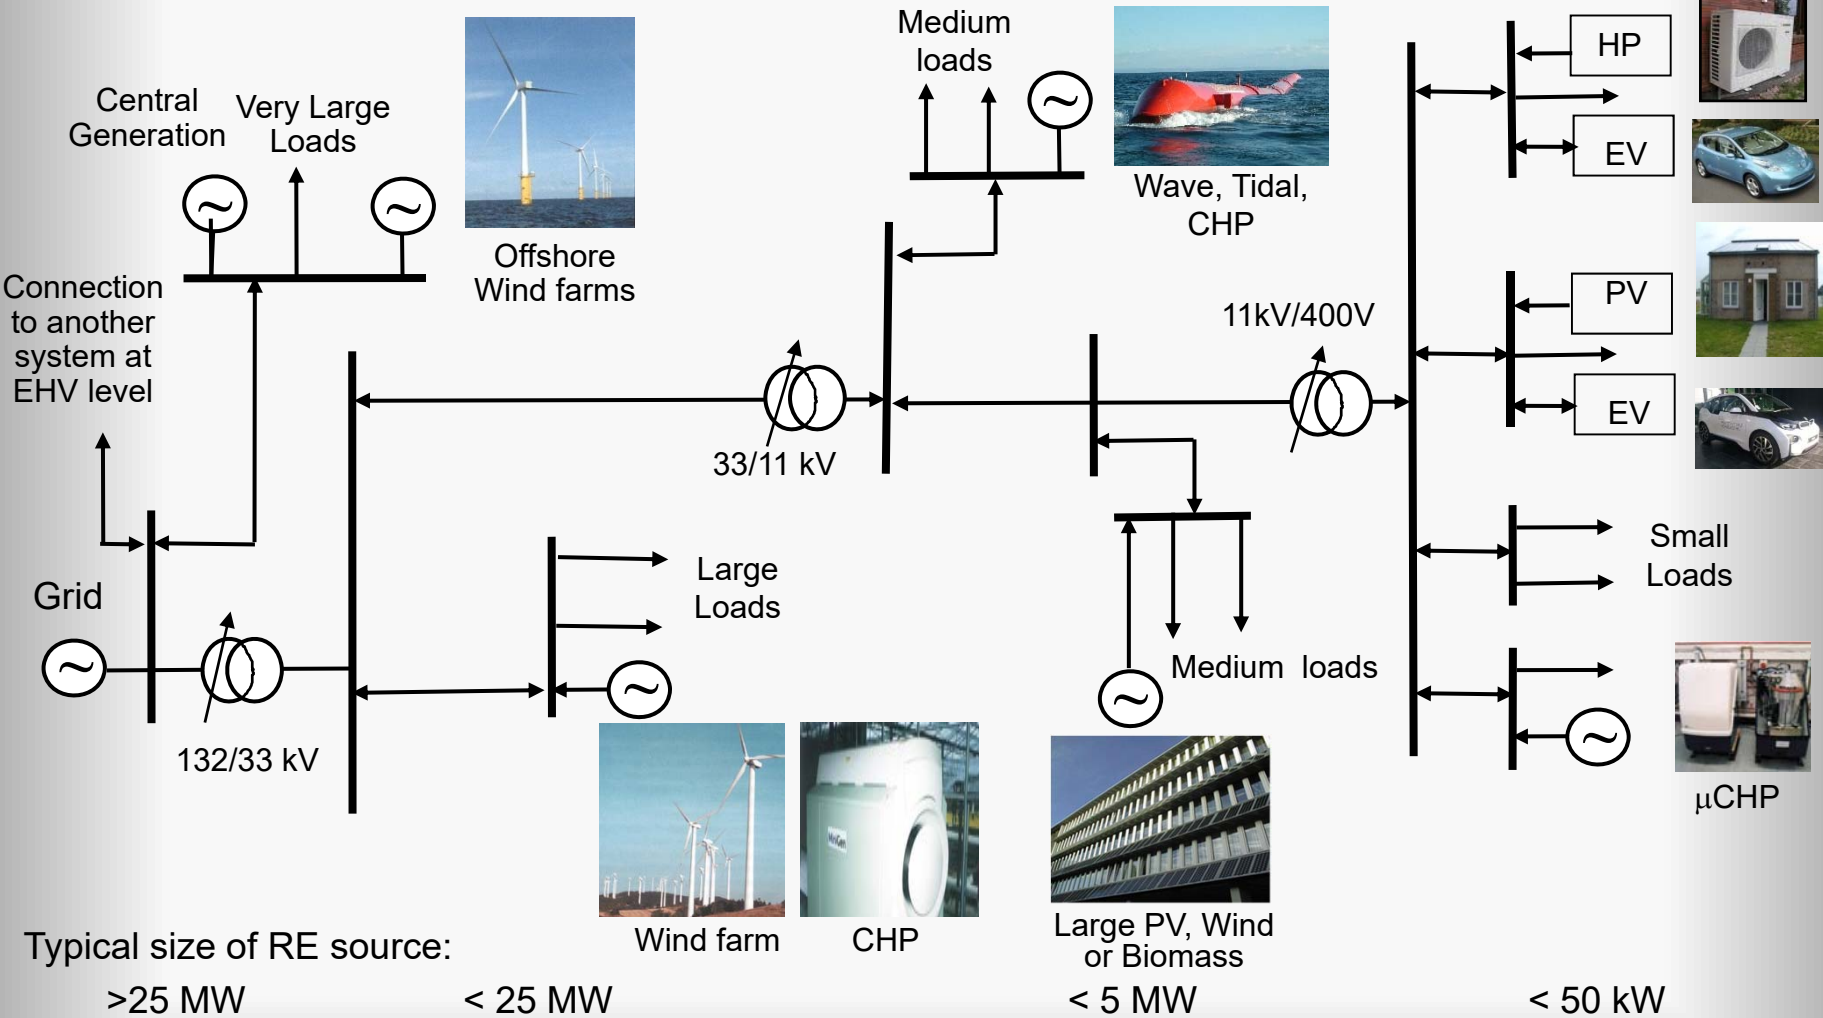 Central
Generation
Very Large
Loads
Offshore
Wind farms
Medium
loads
Wave, Tidal,
CHP
HP
EV
PV
EV
Connection
to another
system at
EHV level
11kV/400V
33/11 kV
Grid
Large
Loads
Small
Loads
Medium loads
132/33 kV
μCHP
Wind farm
CHP
Large PV, Wind
or Biomass
Typical size of RE source:
>25 MW
< 25 MW
< 5 MW
< 50 kW